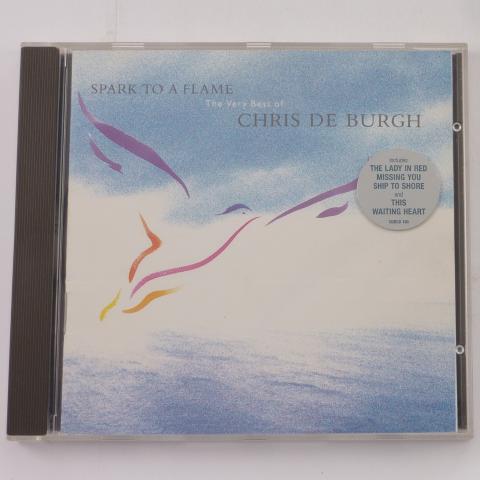 SPARK TO A FLAME
The Very Best of
CHRIS DE BURGH
includes
THE LADY IN RED
MISSING YOU
SHIP TO SHORE
and
THIS
WAITING HEART